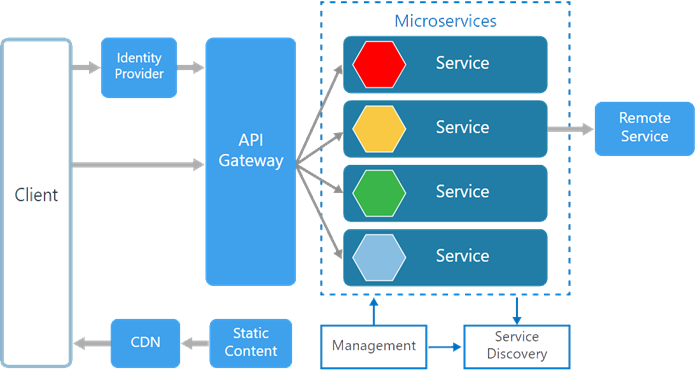 Microservices
Client
Identity
Provider
API
Gateway
Service
Service
Service
Service
Remote
Service
CDN
Static
Content
Management
Service
Discovery